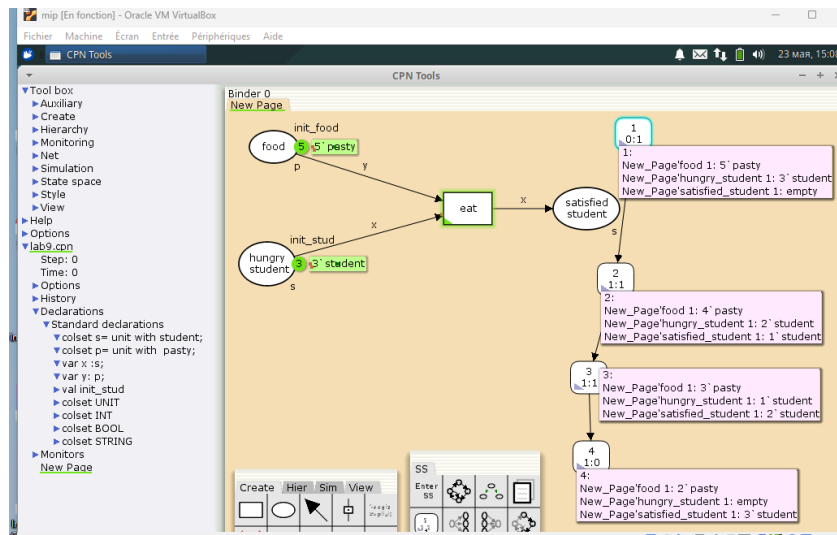 mip [En fonction] - Oracle VM VirtualBox
Fichier Machine Écran Entrée Périphériques Aide
CPN Tools
23 мая, 15:08
CPN Tools
Tool box
Auxiliary
Create
Hierarchy
Monitoring
Net
Simulation
State space
Style
View
Help
Options
lab9.cpn
Step: 0
Time: 0
Options
History
Declarations
Standard declarations
colset s= unit with student;
colset p= unit with pasty;
var x :s;
var y: p;
val init_stud
colset UNIT
colset INT
colset BOOL
colset STRING
Monitors
New Page
Binder 0
New Page
init_food
food
5
5`pasty
p
y
eat
x
satisfied
student
s
x
init_stud
hungry
student
3
3`student
s
1
0:1
1:
New_Page'food 1: 5`pasty
New_Page'hungry_student 1: 3`student
New_Page'satisfied_student 1: empty
2
1:1
2:
New_Page'food 1: 4`pasty
New_Page'hungry_student 1: 2`student
New_Page'satisfied_student 1: 1`student
3
1:1
3:
New_Page'food 1: 3`pasty
New_Page'hungry_student 1: 1`student
New_Page'satisfied_student 1: 2`student
4
1:0
4:
New_Page'food 1: 2`pasty
New_Page'hungry_student 1: empty
New_Page'satisfied_student 1: 3`student
Create Hier Sim View
SS
Enter
SS